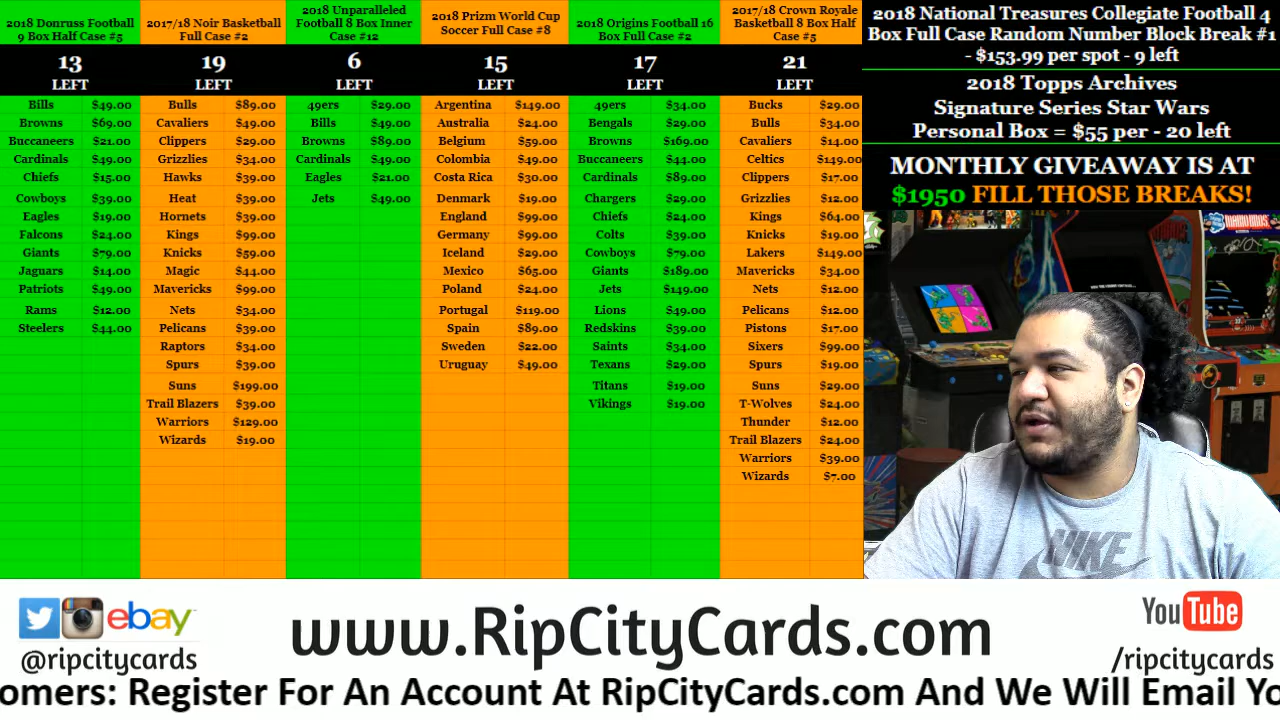 2018 Donruss Football
9 Box Half Case #5
13
LEFT
Bills $49.00
Browns $69.00
Buccaneers $21.00
Cardinals $49.00
Chiefs $15.00
Cowboys $39.00
Eagles $19.00
Falcons $24.00
Giants $79.00
Jaguars $14.00
Patriots $49.00
Rams $12.00
Steelers $44.00
2017/18 Noir Basketball
Full Case #2
19
LEFT
Bulls $89.00
Cavaliers $49.00
Clippers $29.00
Grizzlies $34.00
Hawks $39.00
Heat $39.00
Hornets $39.00
Kings $99.00
Knicks $59.00
Magic $44.00
Mavericks $99.00
Nets $34.00
Pelicans $39.00
Raptors $34.00
Spurs $39.00
Suns $199.00
Trail Blazers $39.00
Warriors $129.00
Wizards $19.00
2018 Unparalleled
Football 8 Box Inner
Case #12
6
LEFT
49ers $29.00
Bills $49.00
Browns $89.00
Cardinals $49.00
Eagles $21.00
Jets $49.00
2018 Prizm World Cup
Soccer Full Case #8
15
LEFT
Argentina $149.00
Australia $24.00
Belgium $59.00
Colombia $49.00
Costa Rica $30.00
Denmark $19.00
England $99.00
Germany $99.00
Iceland $29.00
Mexico $65.00
Poland $24.00
Portugal $119.00
Spain $89.00
Sweden $22.00
Uruguay $49.00
2018 Origins Football 16
Box Full Case #2
17
LEFT
49ers $34.00
Bengals $29.00
Browns $169.00
Buccaneers $44.00
Cardinals $89.00
Chargers $29.00
Chiefs $24.00
Colts $39.00
Cowboys $79.00
Giants $189.00
Jets $149.00
Lions $49.00
Redskins $39.00
Saints $34.00
Texans $29.00
Titans $19.00
Vikings $19.00
2017/18 Crown Royale
Basketball 8 Box Half
Case #5
21
LEFT
Bucks $29.00
Bulls $34.00
Cavaliers $14.00
Celtics $149.00
Clippers $17.00
Grizzlies $12.00
Kings $64.00
Knicks $19.00
Lakers $149.00
Mavericks $34.00
Nets $12.00
Pelicans $12.00
Pistons $17.00
Sixers $99.00
Spurs $19.00
Suns $29.00
T-Wolves $24.00
Thunder $12.00
Trail Blazers $24.00
Warriors $39.00
Wizards $7.00
2018 National Treasures Collegiate Football 4
Box Full Case Random Number Block Break #1
- $153.99 per spot - 9 left
2018 Topps Archives
Signature Series Star Wars
Personal Box = $55 per - 20 left
MONTHLY GIVEAWAY IS AT
$1950 FILL THOSE BREAKS!
NIKE
ebay
@ripcitycards
www.RipCityCards.com
YouTube
/ripcitycards
omers: Register For An Account At RipCityCards.com And We Will Email Yo